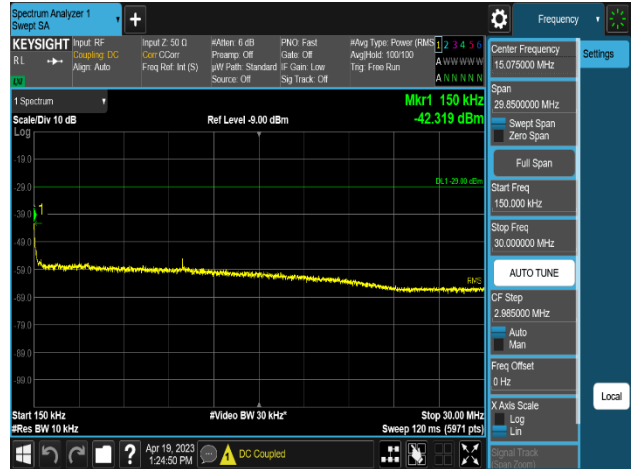 Spectrum Analyzer 1
Swept SA
Frequency
KEYSIGHT
RL
LW
Input: RF
Coupling: DC
Align: Auto
Input Z: 50 Ω
Corr CCorr
Freq Ref: Int (S)
#Atten: 6 dB
Preamp: Off
µW Path: Standard
Source: Off
PNO: Fast
Gate: Off
IF Gain: Low
Sig Track: Off
#Avg Type: Power (RMS
Avg|Hold: 100/100
Trig: Free Run
1 2 3 4 5 6
A W W W W W
A N N N N N
1 Spectrum
Scale/Div 10 dB
Log
Ref Level -9.00 dBm
Mkr1 150 kHz
-42.319 dBm
-19.0
-29.0
-39.0
-49.0
-59.0
-69.0
-79.0
-89.0
-99.0
1
DL1 -29.00 dBm
RMS
Start 150 kHz
#Res BW 10 kHz
#Video BW 30 kHz*
Stop 30.00 MHz
Sweep 120 ms (5971 pts)
Center Frequency
15.075000 MHz
Span
29.8500000 MHz
Swept Span
Zero Span
Full Span
Start Freq
150.000 kHz
Stop Freq
30.000000 MHz
AUTO TUNE
CF Step
2.985000 MHz
Auto
Man
Freq Offset
0 Hz
X Axis Scale
Log
Lin
Signal Track
(Span Zoom)
Settings
Local
?
Apr 19, 2023
1:24:50 PM
DC Coupled